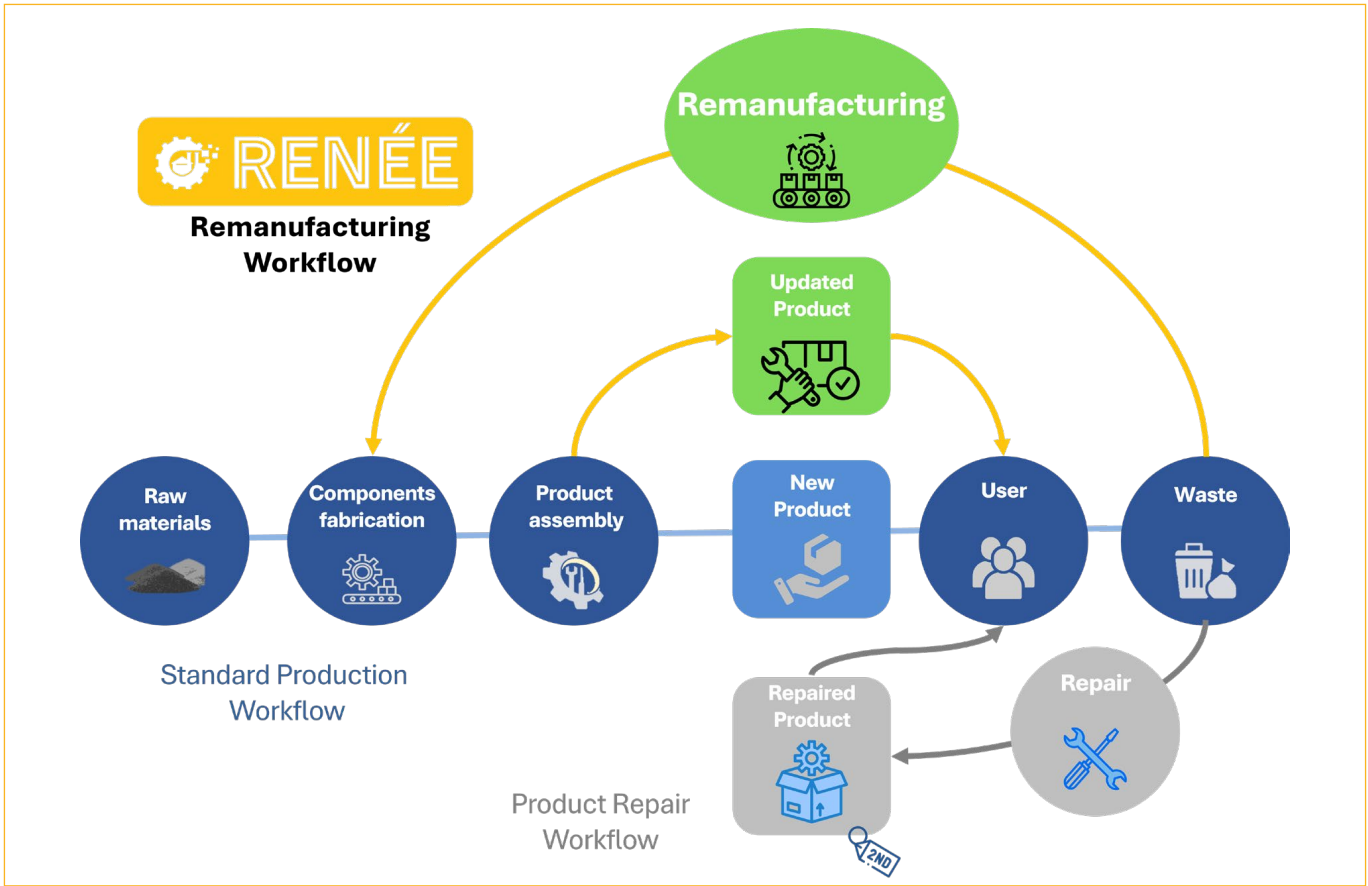 Remanufacturing
RENÉE
Remanufacturing
Workflow
Updated
Product
Raw
materials
Components
fabrication
Product
assembly
New
Product
User
Waste
Standard Production
Workflow
Repaired
Product
Repair
Product Repair
Workflow
2ND